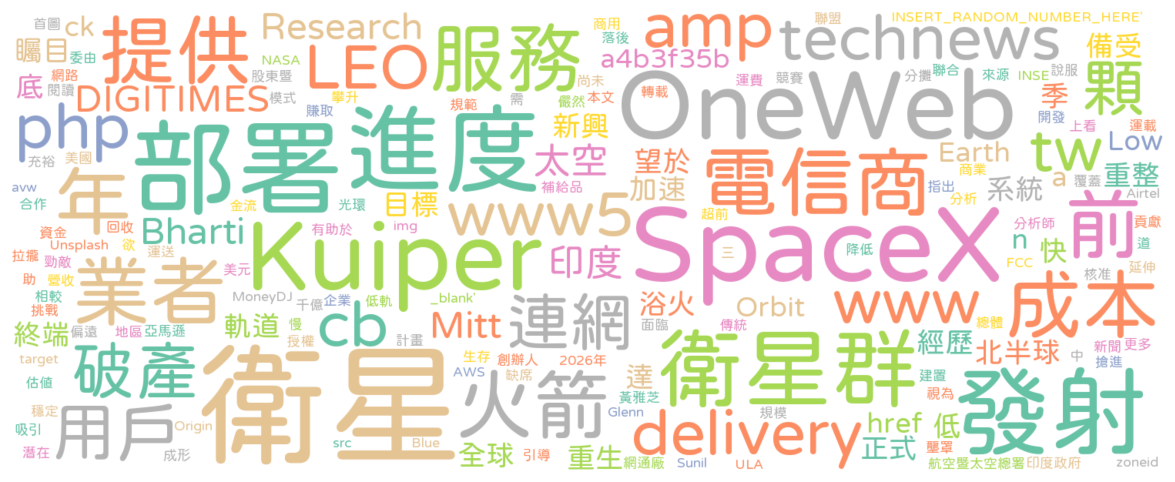 首圖 ck Research 商用 amp 聯盟 INSERT_RANDOM_NUMBER_HERE'
矚目 委由 提供 LEO NASA 服務 落後 technews 備受
底 網路 閱讀 DIGITIMES 股東暨 模式 攀升 規範 需 儼然 尚未 本文 a4b3f35b 轉載 運費 競賽 分攤 聯合 來源 INSE 說服 季 顆
php 賺取 新興 OneWeb 開發 上看 運載
充裕 美國 部署 進度 太空 望於 電信商 Earth 商業 tw Low
avw 合作 年 金流 光環 補給品 加速 指出 系統 a 覆蓋 重整 Airtel
資金 回收 Bharti 目標 www5 超前 分析 前 貢獻
拉攏 Unsplash 欲 運送 Kuiper 有助於 img 印度 三 SpaceX 降低 n 分析師 快 道
勁敵 助 營收 業者 美元 FCC 核准 延伸
相較 挑戰 MoneyDJ 千億 企業 低軌 _blank' 浴火 Orbit www 成本
終端 偏遠 地區 亞馬遜 軌道 慢 授權 cb 計畫 Mitt 連網 面臨 傳統 總體 經歷 北半球 新聞 更多
target 破產 生存 創辦人 2026年 衛星群 中 搶進
估值 衛星 AWS 缺席 火箭 達 黃雅芝 建置 視為 發射
穩定 吸引 用戶 Origin Glenn delivery 規模 href 低
潛在 成形 Blue src 全球 引導 重生 網通廠 Sunil ULA 正式 壟罩 航空暨太空總署 印度政府 zoneid